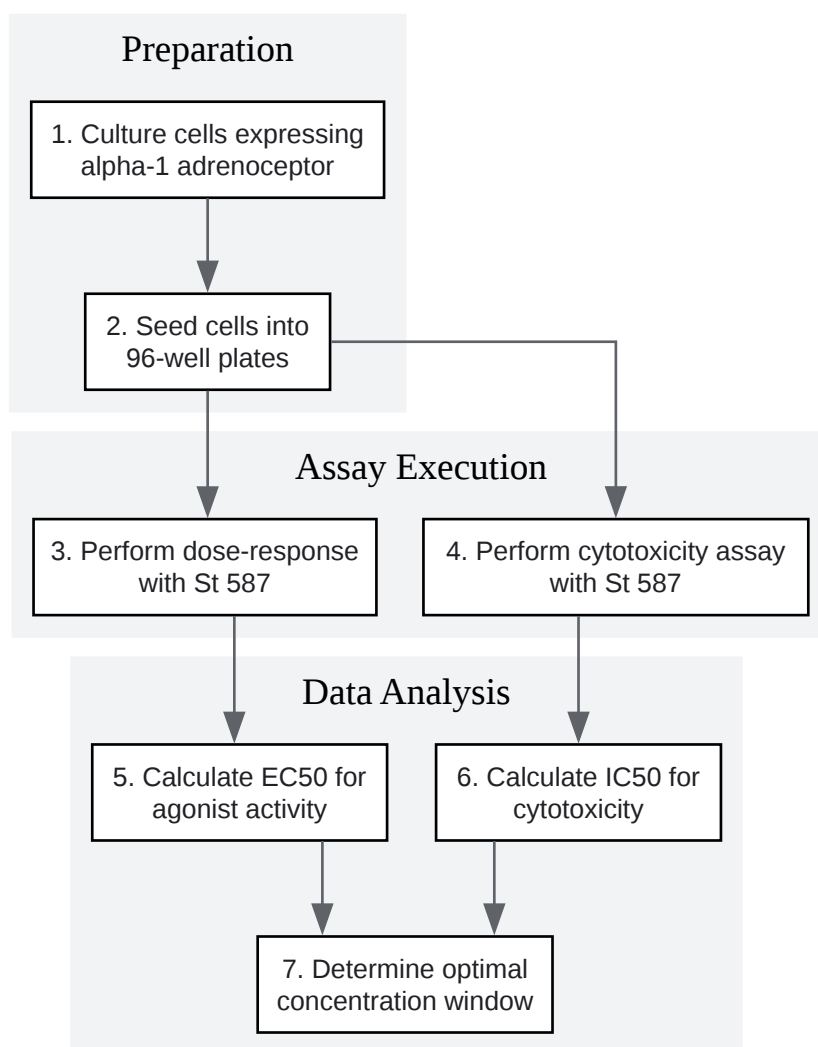 Preparation
1. Culture cells expressing
alpha-1 adrenoceptor
2. Seed cells into
96-well plates
Assay Execution
3. Perform dose-response
with St 587
4. Perform cytotoxicity assay
with St 587
Data Analysis
5. Calculate EC50 for
agonist activity
6. Calculate IC50 for
cytotoxicity
7. Determine optimal
concentration window